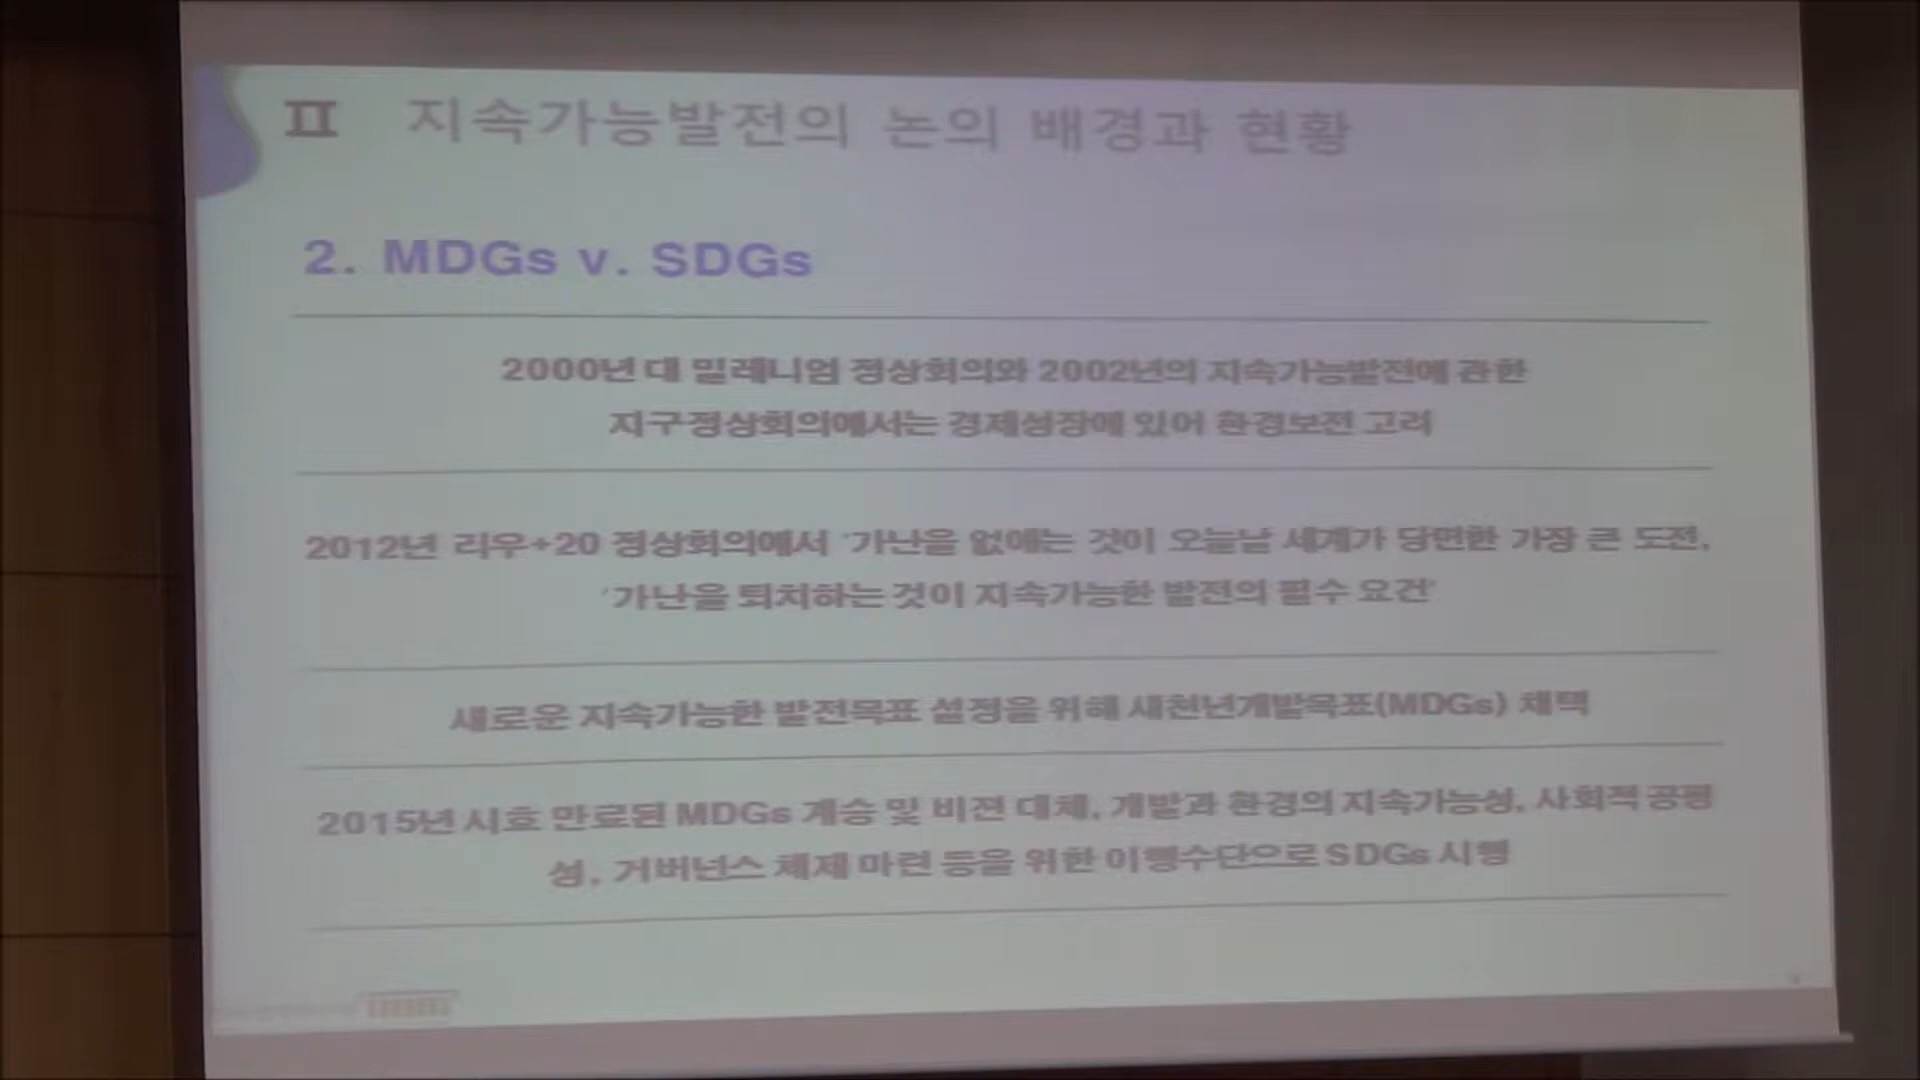 II 지속가능발전의 논의 배경과 현황
2. MDGs v. SDGs
2000년 대 밀레니엄 정상회의와 2002년의 지속가능발전에 관한
지구정상회의에서는 경제성장에 있어 환경보전 고려
2012년 리우+20 정상회의에서 '가난을 없애는 것이 오늘날 세계가 당면한 가장 큰 도전,
'가난을 퇴치하는 것이 지속가능한 발전의 필수 요건'
새로운 지속가능한 발전목표 설정을 위해 새천년개발목표(MDGs) 채택
2015년 시효 만료된 MDGs 계승 및 비젼 대체, 개발과 환경의 지속가능성, 사회적 공평
성, 거버넌스 체제 마련 등을 위한 이행수단으로 SDGs 시행